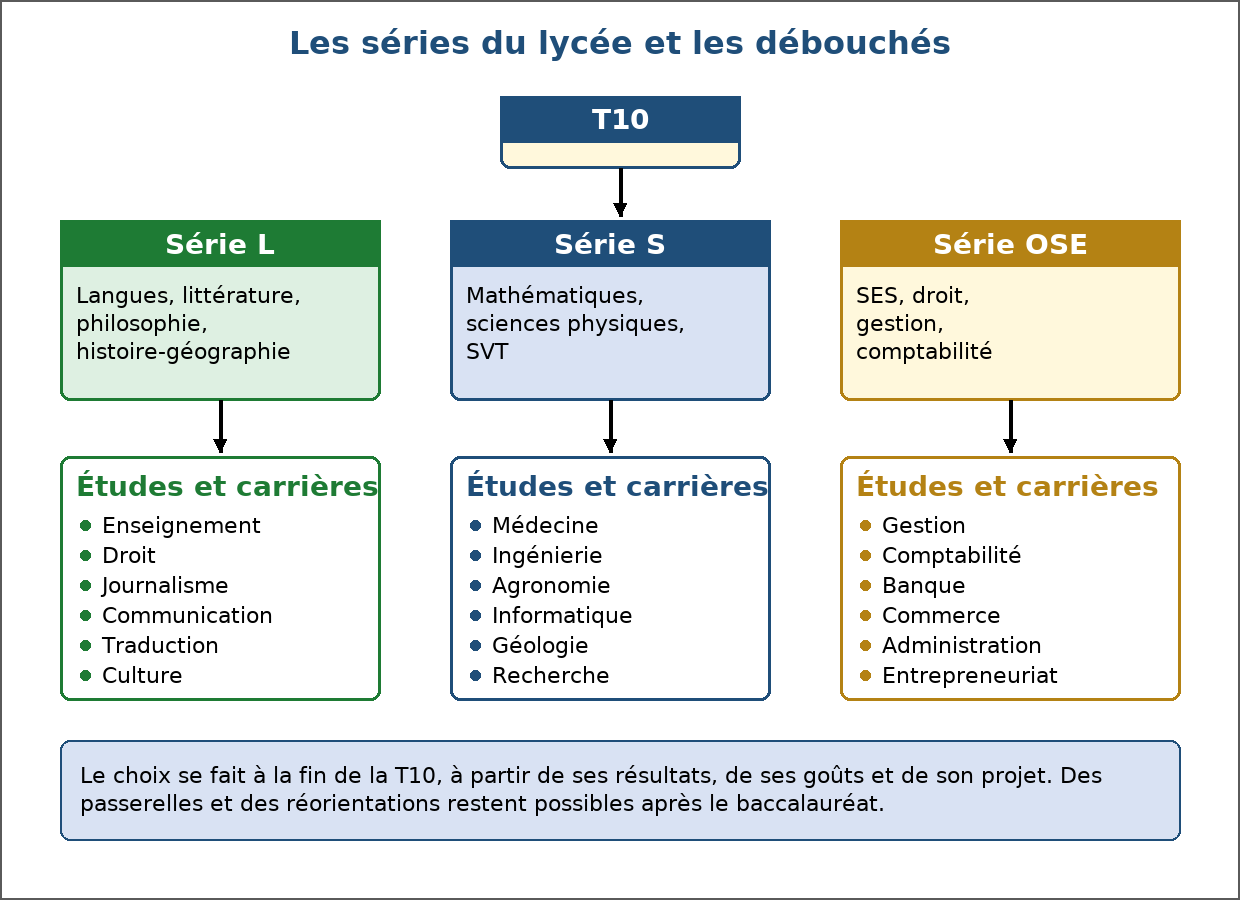 Les séries du lycée et les débouchés
T10
Série L
Langues, littérature,
philosophie,
histoire-géographie
Série S
Mathématiques,
sciences physiques,
SVT
Série OSE
SES, droit,
gestion,
comptabilité
Études et carrières
Enseignement
Droit
Journalisme
Communication
Traduction
Culture
Études et carrières
Médecine
Ingénierie
Agronomie
Informatique
Géologie
Recherche
Études et carrières
Gestion
Comptabilité
Banque
Commerce
Administration
Entrepreneuriat
Le choix se fait à la fin de la T10, à partir de ses résultats, de ses goûts et de son projet. Des
passerelles et des réorientations restent possibles après le baccalauréat.